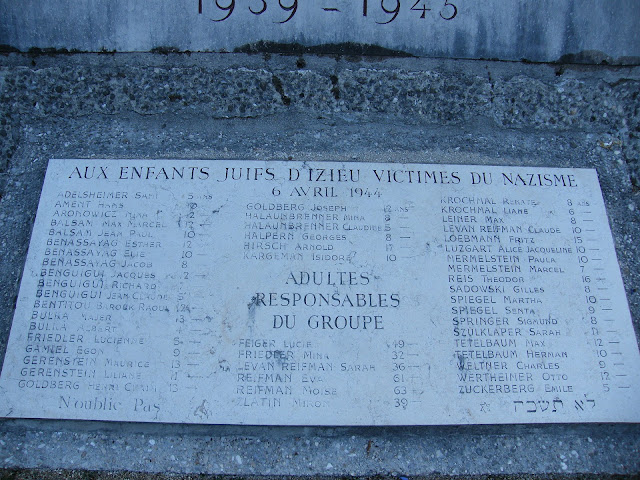 1939 - 1945
AUX ENFANTS JUIFS D'IZIEU VICTIMES DU NAZISME
6 AVRIL 1944
ADELSHEIMER SAMI 5 ANS
AMENT HANS 10 —
ARONOWICZ NINA 12 —
BALSAM MAX MARCEL 12 —
BALSAM JEAN PAUL 10 —
BENASSAYAG ESTHER 12 —
BENASSAYAG ELIE 10 —
BENASSAYAG JACOB 8 —
BENGUIGUI JACQUES 12 —
BENGUIGUI RICHARD
BENGUIGUI JEAN CLAUDE 5
BAROUK RAOUL 12 —
BULKA MAJER
BULKA ALBERT
FRIEDLER LUCIENNE 5 —
GAMIEL EGON 9 —
GERENSTEIN MAURICE 13 —
GERENSTEIN LILIANE 11 —
GOLDBERG HENRI 13 —
N'oublie Pas
GOLDBERG JOSEPH 12 ANS
HALAUNBRENNER MINA 8 —
HALAUNBRENNER CLAUDINE 5 —
HALPERN GEORGES 8 —
HIRSCH ARNOLD 17 —
KARGEMAN ISIDORE 10 —
ADULTES
RESPONSABLES
DU GROUPE
FEIGER LUCIE 49 —
FRIEDLER MINA 32 —
LEVAN REIFMAN SARAH 36 —
REIFMAN EVA 61 —
REIFMAN MOISE 63 —
ZLATIN MIRON 39 —
KROCHMAL RENATE 8 ANS
KROCHMAL LIANE 6 —
LEINER MAX 8 —
LEVAN REIFMAN CLAUDE 10 —
LOEBMANN FRITZ 15 —
LUZGART ALICE JACQUELINE 10 —
MERMELSTEIN PAULA 10 —
MERMELSTEIN MARCEL 7 —
REIS THEODOR 16 —
SADOWSKI GILLES 8 —
SPIEGEL MARTHA 10 —
SPIEGEL SENTA 9 —
SPRINGER SIGMUND 8 —
SZULKLAPER SARAH 11 —
TETELBAUM MAX 12 —
TETELBAUM HERMAN 10 —
WELTNER CHARLES 9 —
WERTHEIMER OTTO 12 —
ZUCKERBERG EMILE 5 —
לא תשכח